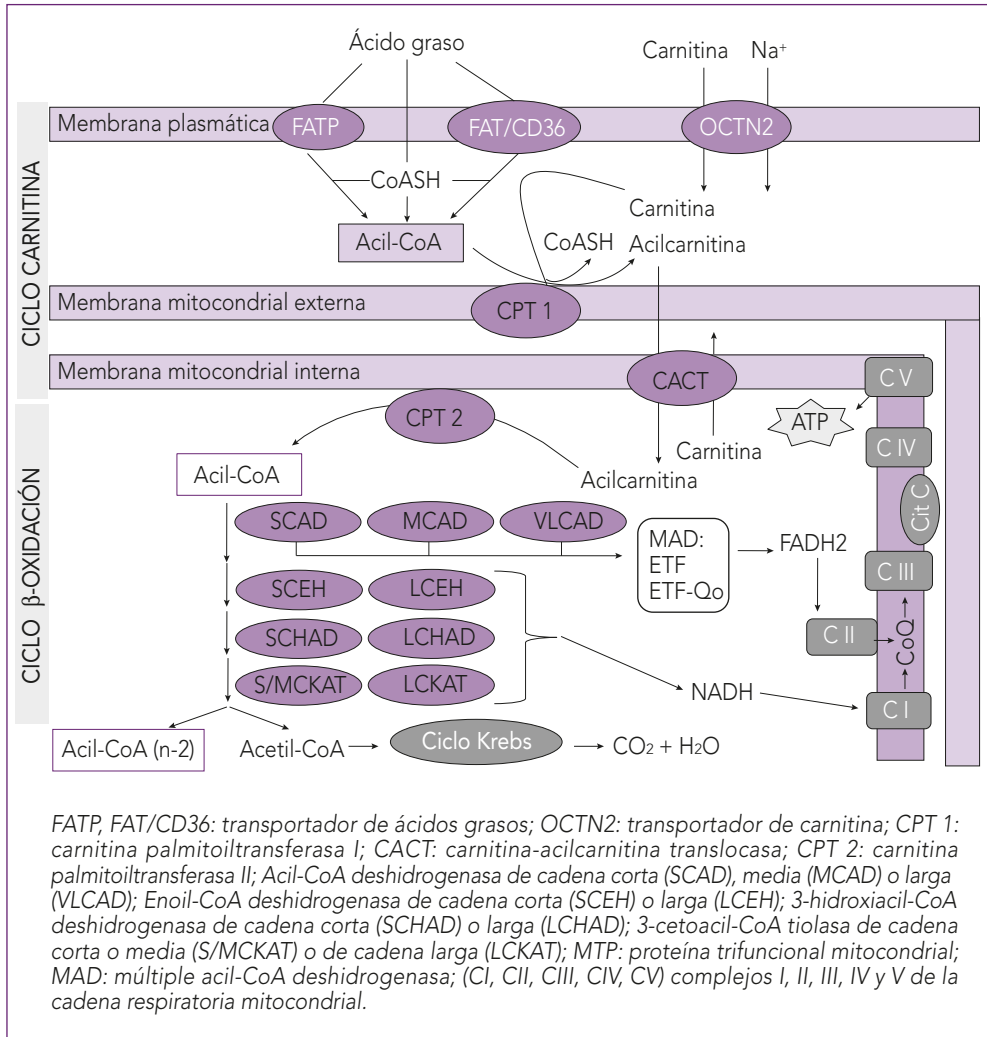 Ácido graso
Carnitina Na⁺
Membrana plasmática FATP FAT/CD36 OCTN2
CoASH
Carnitina
Acil-CoA CoASH Acilcarnitina
CICLO CARNITINA
Membrana mitocondrial externa
CPT 1
Membrana mitocondrial interna CACT C V
CPT 2 ATP
Carnitina C IV
Acil-CoA Acilcarnitina
CICLO β-OXIDACIÓN
SCAD MCAD VLCAD Cit C
MAD: FADH2
ETF
ETF-Qo
SCEH LCEH C III
SCHAD LCHAD C II CoQ
S/MCKAT LCKAT NADH C I
Acil-CoA (n-2) Acetil-CoA Ciclo Krebs CO₂ + H₂O
FATP, FAT/CD36: transportador de ácidos grasos; OCTN2: transportador de carnitina; CPT 1:
carnitina palmitoiltransferasa I; CACT: carnitina-acilcarnitina translocasa; CPT 2: carnitina
palmitoiltransferasa II; Acil-CoA deshidrogenasa de cadena corta (SCAD), media (MCAD) o larga
(VLCAD); Enoil-CoA deshidrogenasa de cadena corta (SCEH) o larga (LCEH); 3-hidroxiacil-CoA
deshidrogenasa de cadena corta (SCHAD) o larga (LCHAD); 3-cetoacil-CoA tiolasa de cadena
corta o media (S/MCKAT) o de cadena larga (LCKAT); MTP: proteína trifuncional mitocondrial;
MAD: múltiple acil-CoA deshidrogenasa; (CI, CII, CIII, CIV, CV) complejos I, II, III, IV y V de la
cadena respiratoria mitocondrial.